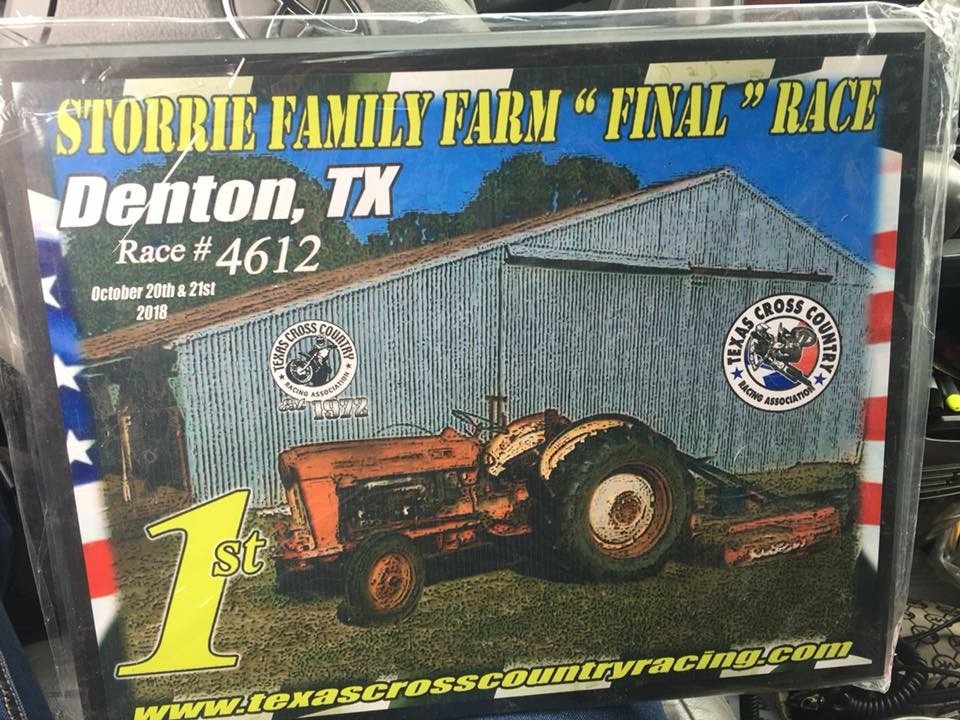 STORRIE FAMILY FARM “ FINAL ” RACE
Denton, TX
Race # 4612
October 20th & 21st
2018
TEXAS CROSS COUNTRY
RACING ASSOCIATION
Est 1972
TEXAS CROSS COUNTRY
RACING ASSOCIATION
1st
www.texascrosscountryracing.com